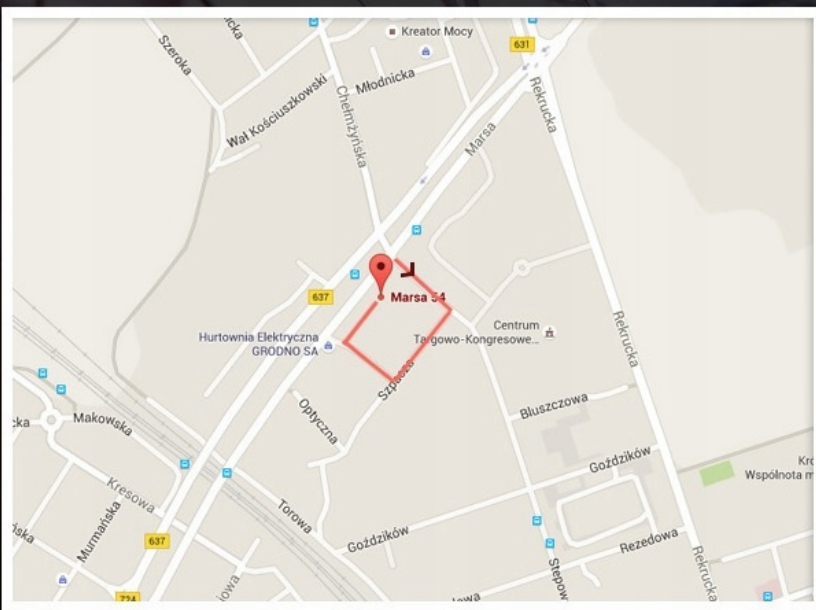 Kreator Mocy
631
Szeroka
Młodnicka
Wał Kościuszkowski
Chełmżyńska
Rekrucka
Marsa
637
Marsa 54
Hurtownia Elektryczna
GRODNO SA
Centrum
Targowo-Kongresowe...
Rekrucka
Szpacza
Optyczna
Bluszczowa
Makowska
Goździków
Kresowa
Wspólnota
Torowa
Murmańska
637
Goździków
Rezedowa
Rekrucka
724